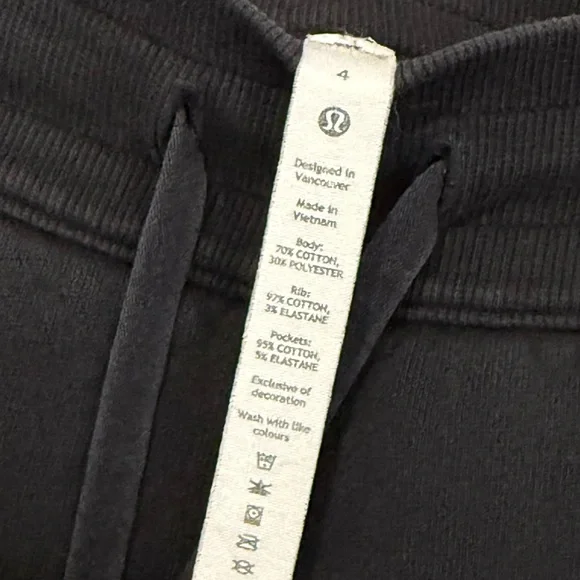 4
Designed in
Vancouver
Made in
Vietnam
Body:
70% COTTON,
30% POLYESTER
Rib:
97% COTTON,
3% ELASTANE
Pockets:
95% COTTON,
5% ELASTANE
Exclusive of
decoration
Wash with like
colours